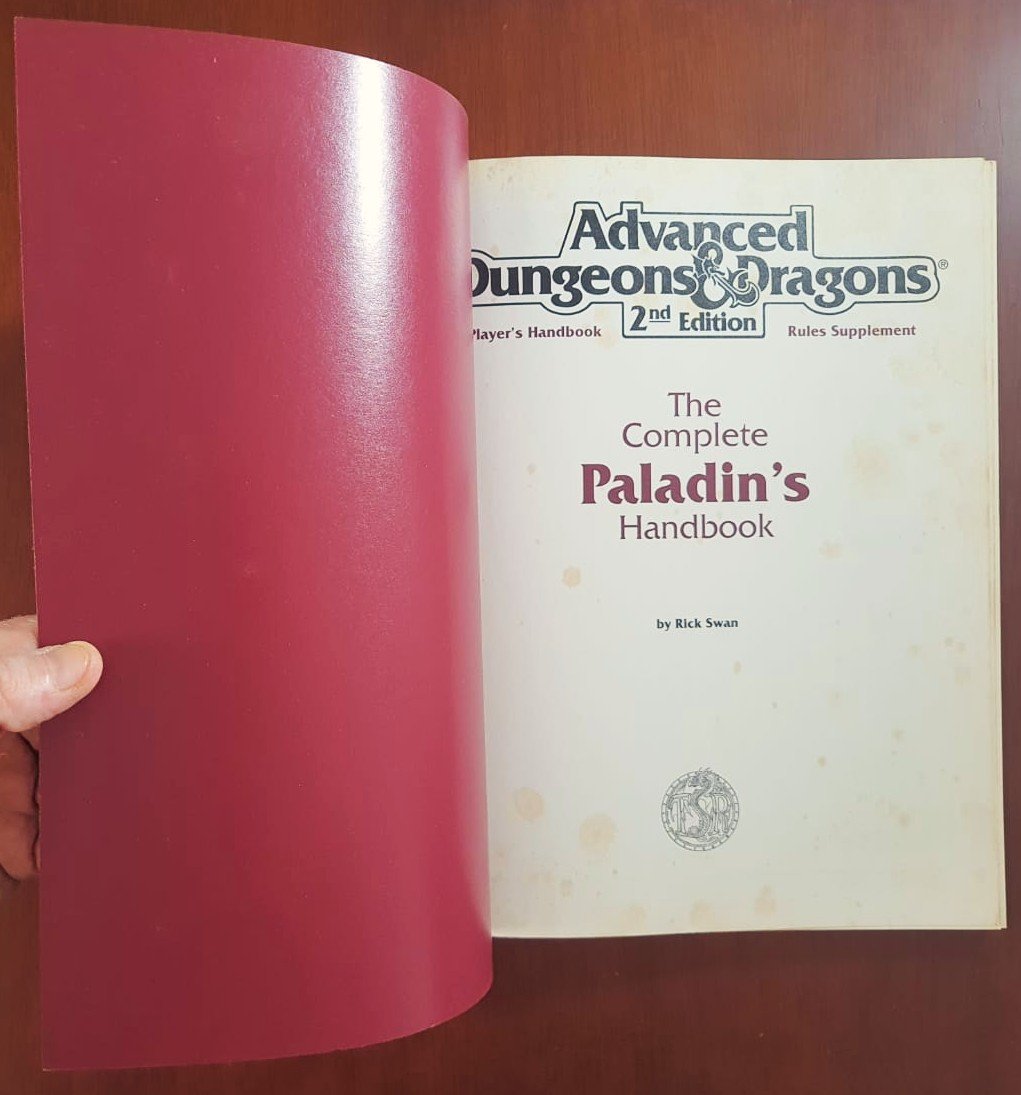 Advanced
Dungeons & Dragons®
2nd Edition
Player's Handbook Rules Supplement
The
Complete
Paladin's
Handbook
by Rick Swan
TSR